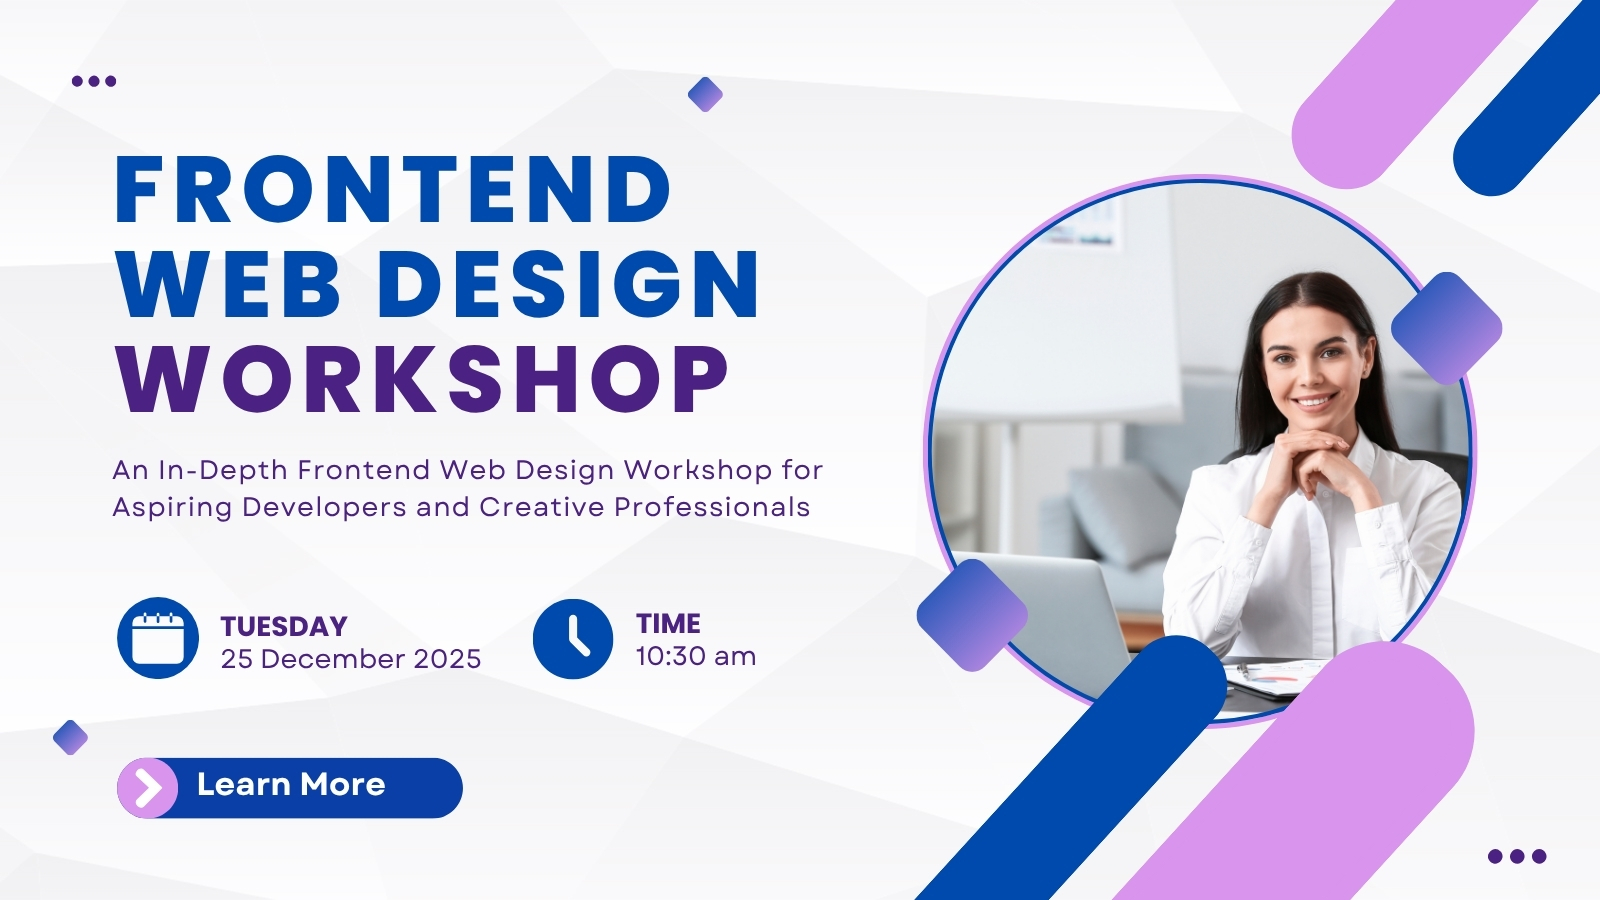 FRONTEND
WEB DESIGN
WORKSHOP
An In-Depth Frontend Web Design Workshop for
Aspiring Developers and Creative Professionals
TUESDAY
25 December 2025
TIME
10:30 am
Learn More